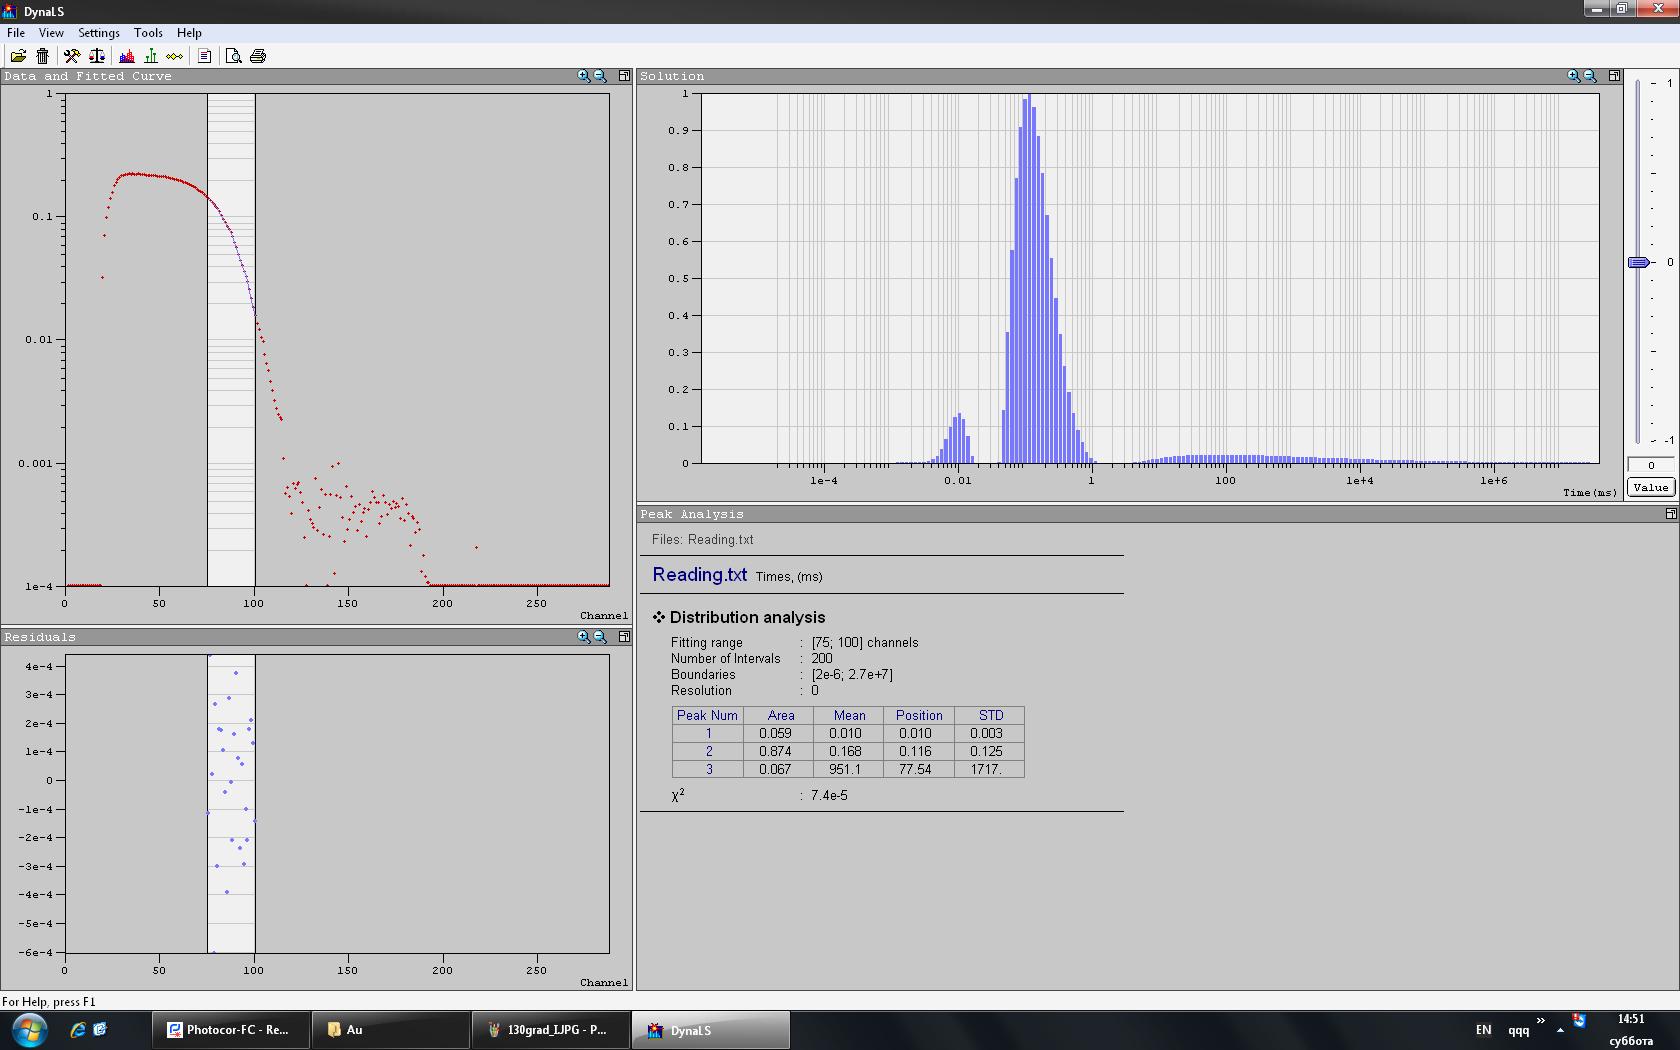 DynaLS
File View Settings Tools Help
Data and Fitted Curve
1
0.1
0.01
0.001
1e-4
0 50 100 150 200 250
Channel
Residuals
4e-4
3e-4
2e-4
1e-4
0
-1e-4
-2e-4
-3e-4
-4e-4
-5e-4
-6e-4
0 50 100 150 200 250
Channel
Solution
1
0.9
0.8
0.7
0.6
0.5
0.4
0.3
0.2
0.1
0
1e-4 0.01 1 100 1e+4 1e+6
Time(ms)
1
0
-1
0
Value
Peak Analysis
Files: Reading.txt
Reading.txt Times, (ms)
❖ Distribution analysis
Fitting range : [75; 100] channels
Number of Intervals : 200
Boundaries : [2e-6; 2.7e+7]
Resolution : 0
Peak Num Area Mean Position STD
1 0.059 0.010 0.010 0.003
2 0.874 0.168 0.116 0.125
3 0.067 951.1 77.54 1717.
χ² : 7.4e-5
For Help, press F1
Photocor-FC - Re... Au 130grad_I.JPG - P... DynaLS EN qqq » 14:51
суббота